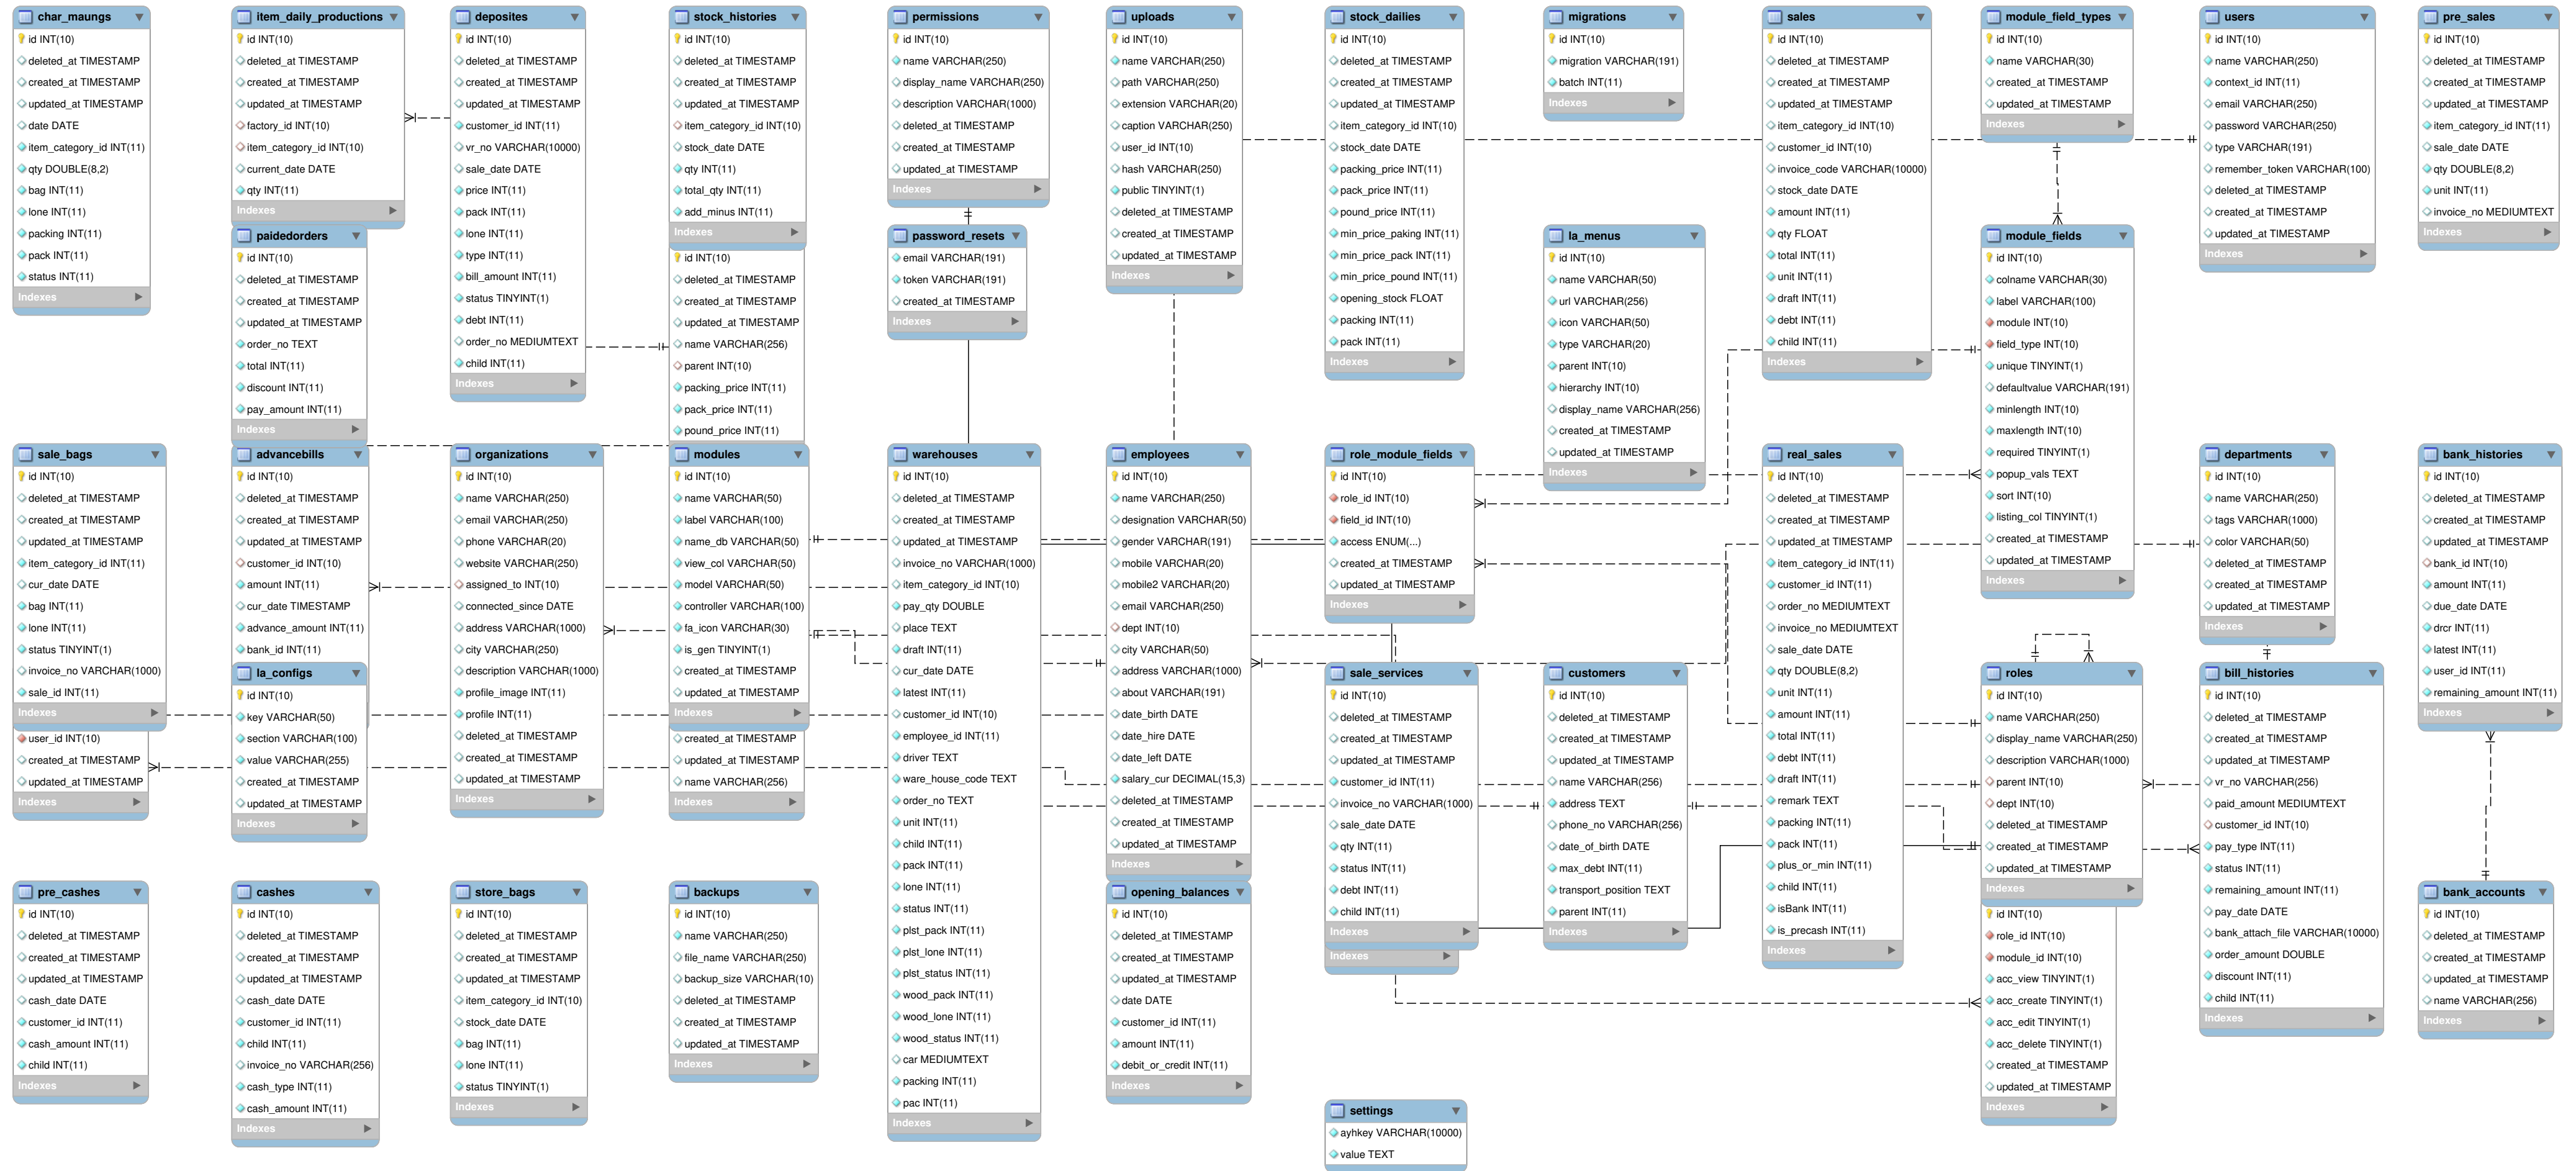 char_maungs
id INT(10)
deleted_at TIMESTAMP
created_at TIMESTAMP
updated_at TIMESTAMP
date DATE
item_category_id INT(11)
qty DOUBLE(8,2)
bag INT(11)
lone INT(11)
packing INT(11)
pack INT(11)
status INT(11)
Indexes
item_daily_productions
id INT(10)
deleted_at TIMESTAMP
created_at TIMESTAMP
updated_at TIMESTAMP
factory_id INT(10)
item_category_id INT(10)
current_date DATE
qty INT(11)
Indexes
paidedorders
id INT(10)
deleted_at TIMESTAMP
created_at TIMESTAMP
updated_at TIMESTAMP
order_no TEXT
total INT(11)
discount INT(11)
pay_amount INT(11)
Indexes
deposites
id INT(10)
deleted_at TIMESTAMP
created_at TIMESTAMP
updated_at TIMESTAMP
customer_id INT(11)
vr_no VARCHAR(10000)
sale_date DATE
price INT(11)
pack INT(11)
lone INT(11)
type INT(11)
bill_amount INT(11)
status TINYINT(1)
debt INT(11)
order_no MEDIUMTEXT
child INT(11)
Indexes
stock_histories
id INT(10)
deleted_at TIMESTAMP
created_at TIMESTAMP
updated_at TIMESTAMP
item_category_id INT(10)
stock_date DATE
qty INT(11)
total_qty INT(11)
add_minus INT(11)
Indexes
id INT(10)
deleted_at TIMESTAMP
created_at TIMESTAMP
updated_at TIMESTAMP
name VARCHAR(256)
parent INT(10)
packing_price INT(11)
pack_price INT(11)
pound_price INT(11)
permissions
id INT(10)
name VARCHAR(250)
display_name VARCHAR(250)
description VARCHAR(1000)
deleted_at TIMESTAMP
created_at TIMESTAMP
updated_at TIMESTAMP
Indexes
password_resets
email VARCHAR(191)
token VARCHAR(191)
created_at TIMESTAMP
Indexes
uploads
id INT(10)
name VARCHAR(250)
path VARCHAR(250)
extension VARCHAR(20)
caption VARCHAR(250)
user_id INT(10)
hash VARCHAR(250)
public TINYINT(1)
deleted_at TIMESTAMP
created_at TIMESTAMP
updated_at TIMESTAMP
Indexes
stock_dailies
id INT(10)
deleted_at TIMESTAMP
created_at TIMESTAMP
updated_at TIMESTAMP
item_category_id INT(10)
stock_date DATE
packing_price INT(11)
pack_price INT(11)
pound_price INT(11)
min_price_paking INT(11)
min_price_pack INT(11)
min_price_pound INT(11)
opening_stock FLOAT
packing INT(11)
pack INT(11)
Indexes
migrations
id INT(10)
migration VARCHAR(191)
batch INT(11)
Indexes
la_menus
id INT(10)
name VARCHAR(50)
url VARCHAR(256)
icon VARCHAR(50)
type VARCHAR(20)
parent INT(10)
hierarchy INT(10)
display_name VARCHAR(256)
created_at TIMESTAMP
updated_at TIMESTAMP
Indexes
sales
id INT(10)
deleted_at TIMESTAMP
created_at TIMESTAMP
updated_at TIMESTAMP
item_category_id INT(10)
customer_id INT(10)
invoice_code VARCHAR(10000)
stock_date DATE
amount INT(11)
qty FLOAT
total INT(11)
unit INT(11)
draft INT(11)
debt INT(11)
child INT(11)
Indexes
module_field_types
id INT(10)
name VARCHAR(30)
created_at TIMESTAMP
updated_at TIMESTAMP
Indexes
module_fields
id INT(10)
colname VARCHAR(30)
label VARCHAR(100)
module INT(10)
field_type INT(10)
unique TINYINT(1)
defaultvalue VARCHAR(191)
minlength INT(10)
maxlength INT(10)
required TINYINT(1)
popup_vals TEXT
sort INT(10)
listing_col TINYINT(1)
created_at TIMESTAMP
updated_at TIMESTAMP
Indexes
users
id INT(10)
name VARCHAR(250)
context_id INT(11)
email VARCHAR(250)
password VARCHAR(250)
type VARCHAR(191)
remember_token VARCHAR(100)
deleted_at TIMESTAMP
created_at TIMESTAMP
updated_at TIMESTAMP
Indexes
pre_sales
id INT(10)
deleted_at TIMESTAMP
created_at TIMESTAMP
updated_at TIMESTAMP
item_category_id INT(11)
sale_date DATE
qty DOUBLE(8,2)
unit INT(11)
invoice_no MEDIUMTEXT
Indexes
sale_bags
id INT(10)
deleted_at TIMESTAMP
created_at TIMESTAMP
updated_at TIMESTAMP
item_category_id INT(11)
cur_date DATE
bag INT(11)
lone INT(11)
status TINYINT(1)
invoice_no VARCHAR(1000)
sale_id INT(11)
Indexes
user_id INT(10)
created_at TIMESTAMP
updated_at TIMESTAMP
Indexes
advancebills
id INT(10)
deleted_at TIMESTAMP
created_at TIMESTAMP
updated_at TIMESTAMP
customer_id INT(10)
amount INT(11)
cur_date TIMESTAMP
advance_amount INT(11)
bank_id INT(11)
la_configs
id INT(10)
key VARCHAR(50)
section VARCHAR(100)
value VARCHAR(255)
created_at TIMESTAMP
updated_at TIMESTAMP
Indexes
organizations
id INT(10)
name VARCHAR(250)
email VARCHAR(250)
phone VARCHAR(20)
website VARCHAR(250)
assigned_to INT(10)
connected_since DATE
address VARCHAR(1000)
city VARCHAR(250)
description VARCHAR(1000)
profile_image INT(11)
profile INT(11)
deleted_at TIMESTAMP
created_at TIMESTAMP
updated_at TIMESTAMP
Indexes
modules
id INT(10)
name VARCHAR(50)
label VARCHAR(100)
name_db VARCHAR(50)
view_col VARCHAR(50)
model VARCHAR(50)
controller VARCHAR(100)
fa_icon VARCHAR(30)
is_gen TINYINT(1)
created_at TIMESTAMP
updated_at TIMESTAMP
Indexes
created_at TIMESTAMP
updated_at TIMESTAMP
name VARCHAR(256)
Indexes
warehouses
id INT(10)
deleted_at TIMESTAMP
created_at TIMESTAMP
updated_at TIMESTAMP
invoice_no VARCHAR(1000)
item_category_id INT(10)
pay_qty DOUBLE
place TEXT
draft INT(11)
cur_date DATE
latest INT(11)
customer_id INT(10)
employee_id INT(11)
driver TEXT
ware_house_code TEXT
order_no TEXT
unit INT(11)
child INT(11)
pack INT(11)
lone INT(11)
status INT(11)
plst_pack INT(11)
plst_lone INT(11)
plst_status INT(11)
wood_pack INT(11)
wood_lone INT(11)
wood_status INT(11)
car MEDIUMTEXT
packing INT(11)
pac INT(11)
Indexes
employees
id INT(10)
name VARCHAR(250)
designation VARCHAR(50)
gender VARCHAR(191)
mobile VARCHAR(20)
mobile2 VARCHAR(20)
email VARCHAR(250)
dept INT(10)
city VARCHAR(50)
address VARCHAR(1000)
about VARCHAR(191)
date_birth DATE
date_hire DATE
date_left DATE
salary_cur DECIMAL(15,3)
deleted_at TIMESTAMP
created_at TIMESTAMP
updated_at TIMESTAMP
Indexes
role_module_fields
id INT(10)
role_id INT(10)
field_id INT(10)
access ENUM(...)
created_at TIMESTAMP
updated_at TIMESTAMP
Indexes
sale_services
id INT(10)
deleted_at TIMESTAMP
created_at TIMESTAMP
updated_at TIMESTAMP
customer_id INT(11)
invoice_no VARCHAR(1000)
sale_date DATE
qty INT(11)
status INT(11)
debt INT(11)
child INT(11)
Indexes
Indexes
customers
id INT(10)
deleted_at TIMESTAMP
created_at TIMESTAMP
updated_at TIMESTAMP
name VARCHAR(256)
address TEXT
phone_no VARCHAR(256)
date_of_birth DATE
max_debt INT(11)
transport_position TEXT
parent INT(11)
Indexes
real_sales
id INT(10)
deleted_at TIMESTAMP
created_at TIMESTAMP
updated_at TIMESTAMP
item_category_id INT(11)
customer_id INT(11)
order_no MEDIUMTEXT
invoice_no MEDIUMTEXT
sale_date DATE
qty DOUBLE(8,2)
unit INT(11)
amount INT(11)
total INT(11)
debt INT(11)
draft INT(11)
remark TEXT
packing INT(11)
pack INT(11)
plus_or_min INT(11)
child INT(11)
isBank INT(11)
is_precash INT(11)
Indexes
roles
id INT(10)
name VARCHAR(250)
display_name VARCHAR(250)
description VARCHAR(1000)
parent INT(10)
dept INT(10)
deleted_at TIMESTAMP
created_at TIMESTAMP
updated_at TIMESTAMP
Indexes
id INT(10)
role_id INT(10)
module_id INT(10)
acc_view TINYINT(1)
acc_create TINYINT(1)
acc_edit TINYINT(1)
acc_delete TINYINT(1)
created_at TIMESTAMP
updated_at TIMESTAMP
Indexes
departments
id INT(10)
name VARCHAR(250)
tags VARCHAR(1000)
color VARCHAR(50)
deleted_at TIMESTAMP
created_at TIMESTAMP
updated_at TIMESTAMP
Indexes
bill_histories
id INT(10)
deleted_at TIMESTAMP
created_at TIMESTAMP
updated_at TIMESTAMP
vr_no VARCHAR(256)
paid_amount MEDIUMTEXT
customer_id INT(10)
pay_type INT(11)
status INT(11)
remaining_amount INT(11)
pay_date DATE
bank_attach_file VARCHAR(10000)
order_amount DOUBLE
discount INT(11)
child INT(11)
Indexes
bank_histories
id INT(10)
deleted_at TIMESTAMP
created_at TIMESTAMP
updated_at TIMESTAMP
bank_id INT(10)
amount INT(11)
due_date DATE
drcr INT(11)
latest INT(11)
user_id INT(11)
remaining_amount INT(11)
Indexes
bank_accounts
id INT(10)
deleted_at TIMESTAMP
created_at TIMESTAMP
updated_at TIMESTAMP
name VARCHAR(256)
Indexes
pre_cashes
id INT(10)
deleted_at TIMESTAMP
created_at TIMESTAMP
updated_at TIMESTAMP
cash_date DATE
customer_id INT(11)
cash_amount INT(11)
child INT(11)
Indexes
cashes
id INT(10)
deleted_at TIMESTAMP
created_at TIMESTAMP
updated_at TIMESTAMP
cash_date DATE
customer_id INT(11)
child INT(11)
invoice_no VARCHAR(256)
cash_type INT(11)
cash_amount INT(11)
Indexes
store_bags
id INT(10)
deleted_at TIMESTAMP
created_at TIMESTAMP
updated_at TIMESTAMP
item_category_id INT(10)
stock_date DATE
bag INT(11)
lone INT(11)
status TINYINT(1)
Indexes
backups
id INT(10)
name VARCHAR(250)
file_name VARCHAR(250)
backup_size VARCHAR(10)
deleted_at TIMESTAMP
created_at TIMESTAMP
updated_at TIMESTAMP
Indexes
opening_balances
id INT(10)
deleted_at TIMESTAMP
created_at TIMESTAMP
updated_at TIMESTAMP
date DATE
customer_id INT(11)
amount INT(11)
debit_or_credit INT(11)
Indexes
settings
ayhkey VARCHAR(10000)
value TEXT